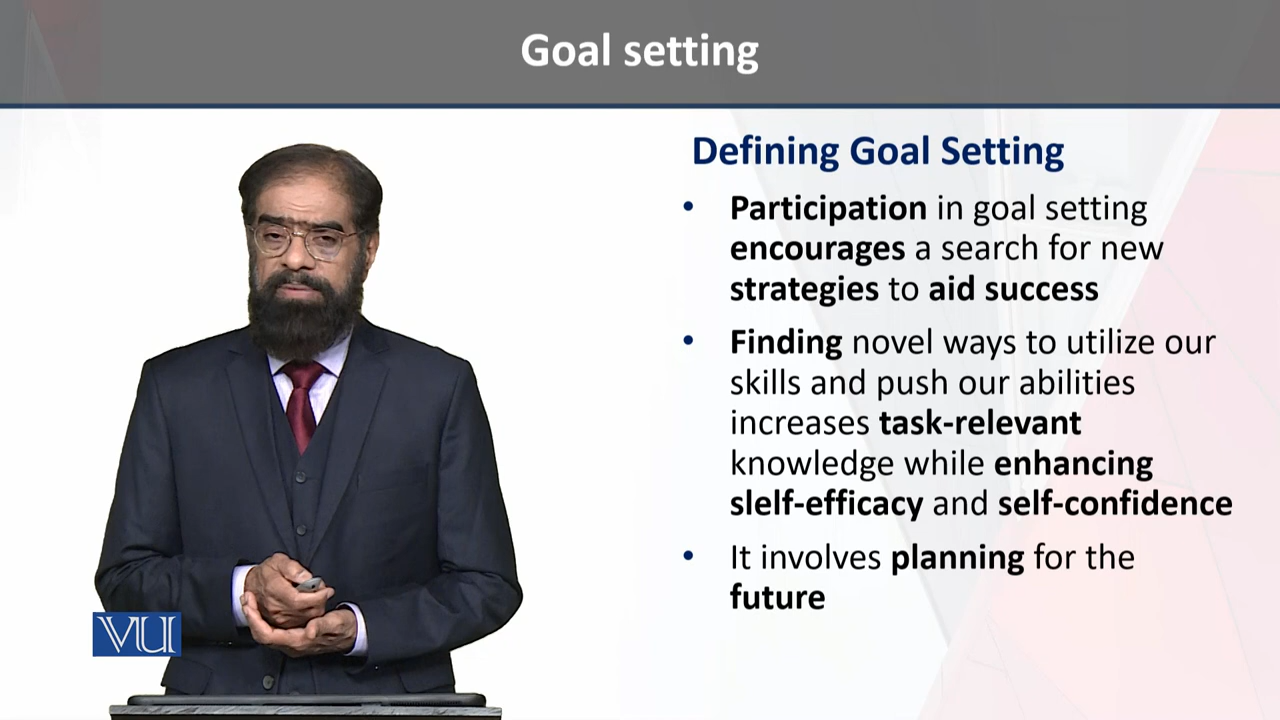 Goal setting
Defining Goal Setting
• Participation in goal setting
encourages a search for new
strategies to aid success
• Finding novel ways to utilize our
skills and push our abilities
increases task-relevant
knowledge while enhancing
slelf-efficacy and self-confidence
• It involves planning for the
future
VU